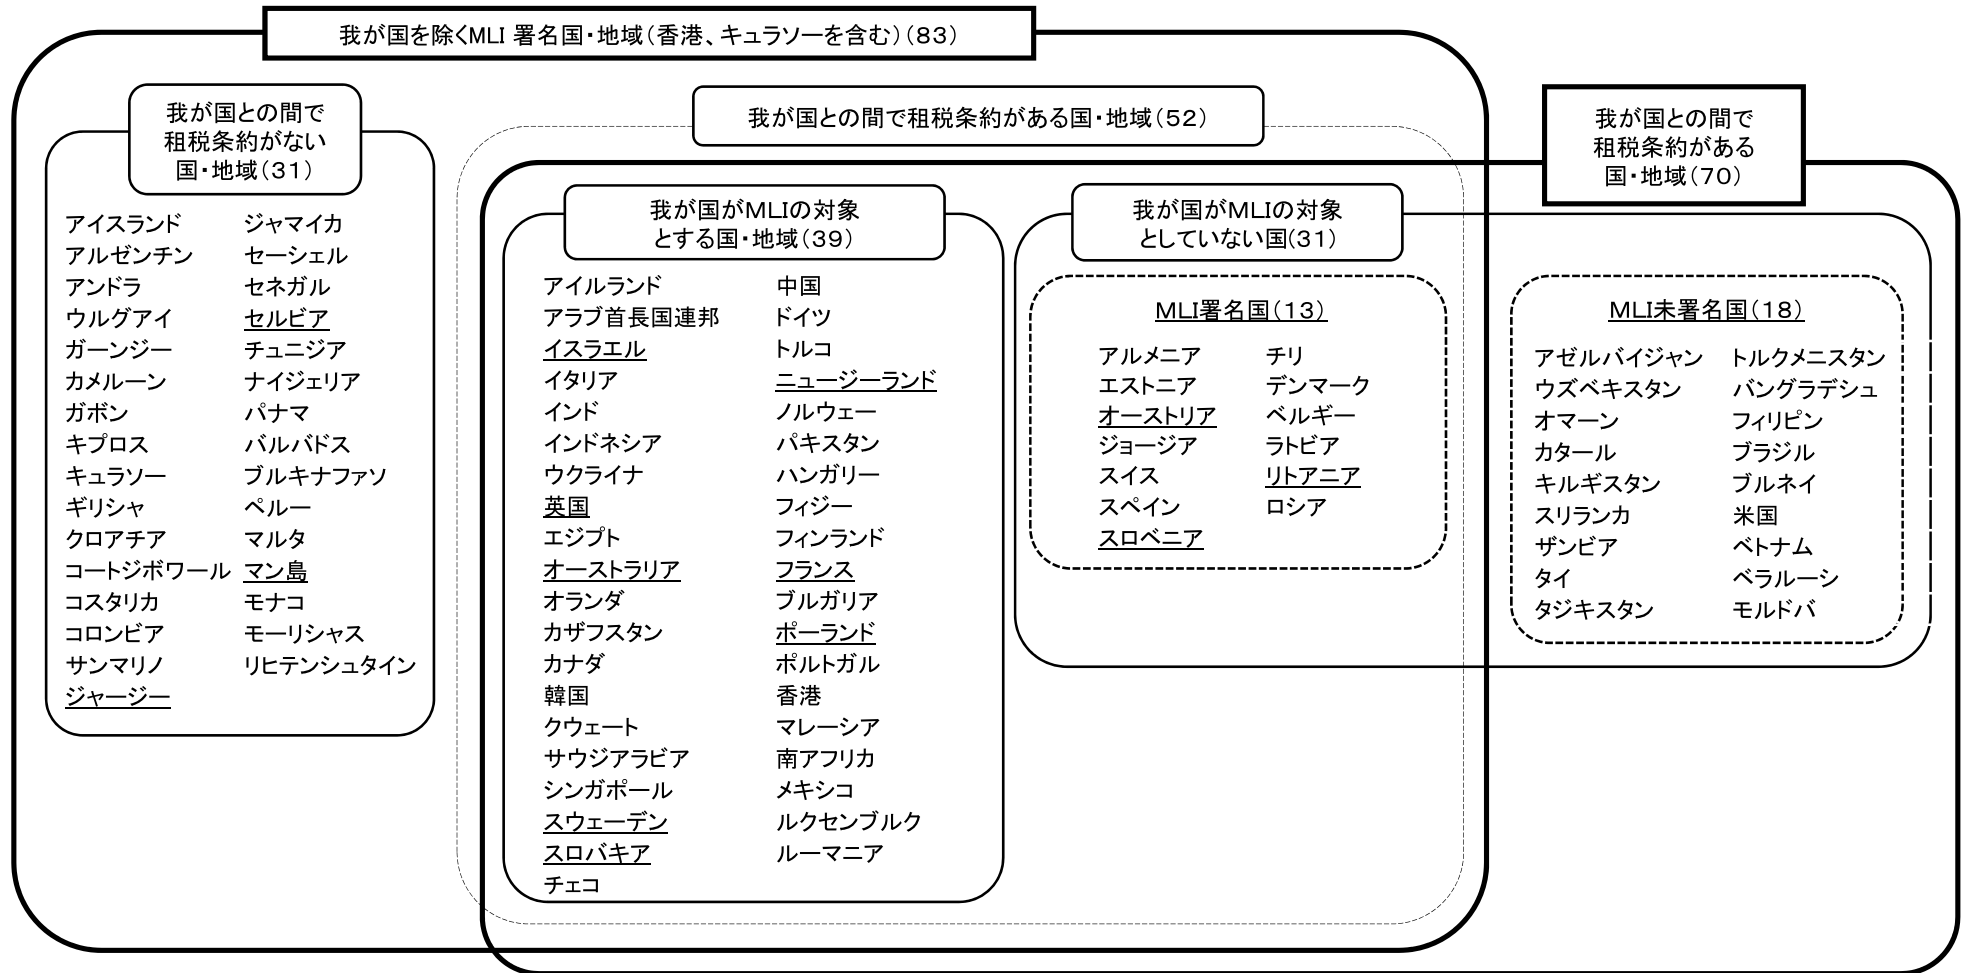 我が国を除くMLI 署名国・地域（香港、キュラソーを含む）（８３）
我が国との間で
租税条約がない
国・地域（３１）
アイスランド
アルゼンチン
アンドラ
ウルグアイ
ガーンジー
カメルーン
ガボン
キプロス
キュラソー
ギリシャ
クロアチア
コートジボワール
コスタリカ
コロンビア
サンマリノ
ジャージー
ジャマイカ
セーシェル
セネガル
セルビア
チュニジア
ナイジェリア
パナマ
バルバドス
ブルキナファソ
ペルー
マルタ
マン島
モナコ
モーリシャス
リヒテンシュタイン
我が国との間で租税条約がある国・地域（５２）
我が国がＭＬＩの対象
とする国・地域（３９）
アイルランド
アラブ首長国連邦
イスラエル
イタリア
インド
インドネシア
ウクライナ
英国
エジプト
オーストラリア
オランダ
カザフスタン
カナダ
韓国
クウェート
サウジアラビア
シンガポール
スウェーデン
スロバキア
チェコ
中国
ドイツ
トルコ
ニュージーランド
ノルウェー
パキスタン
ハンガリー
フィジー
フィンランド
フランス
ブルガリア
ポーランド
ポルトガル
香港
マレーシア
南アフリカ
メキシコ
ルクセンブルク
ルーマニア
我が国がＭＬＩの対象
としていない国(３１)
ＭＬＩ署名国（１３）
アルメニア
エストニア
オーストリア
ジョージア
スイス
スペイン
スロベニア
チリ
デンマーク
ベルギー
ラトビア
リトアニア
ロシア
我が国との間で
租税条約がある
国・地域（７０）
ＭＬＩ未署名国（１８）
アゼルバイジャン
ウズベキスタン
オマーン
カタール
キルギスタン
スリランカ
ザンビア
タイ
タジキスタン
トルクメニスタン
バングラデシュ
フィリピン
ブラジル
ブルネイ
米国
ベトナム
ベラルーシ
モルドバ